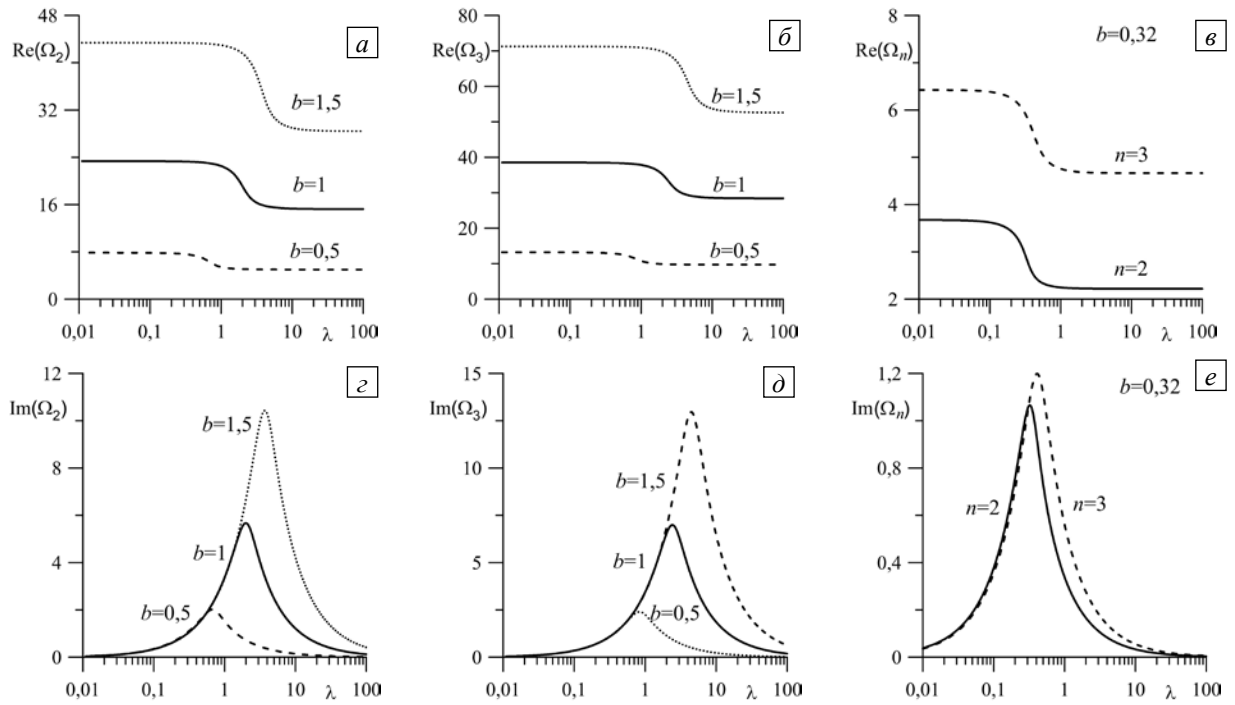 48
Re(Ω₂)
а
b=1,5
32
b=1
16
b=0,5
0
0,01 0,1 1 10 λ 100
80
Re(Ω₃)
б
60
b=1,5
40
b=1
20
b=0,5
0
0,01 0,1 1 10 λ 100
8
Re(Ωₙ)
b=0,32
в
6
n=3
4
n=2
2
0,01 0,1 1 10 λ 100
12
Im(Ω₂)
г
b=1,5
8
b=1
4
b=0,5
0
0,01 0,1 1 10 λ 100
15
Im(Ω₃)
д
10
b=1,5
b=1
5
b=0,5
0
0,01 0,1 1 10 λ 100
1,2
Im(Ωₙ)
b=0,32
е
0,8
n=2
n=3
0,4
0
0,01 0,1 1 10 λ 100